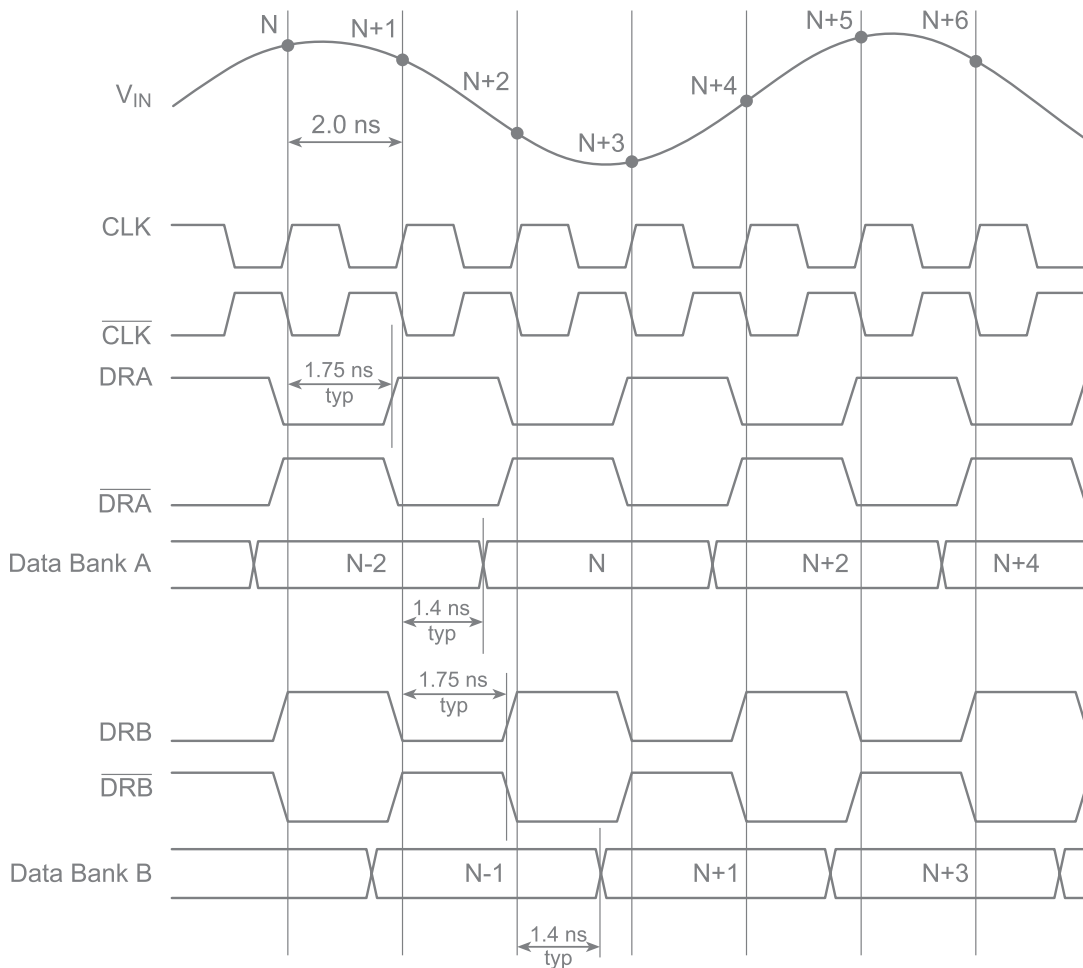 N
N+1
N+2
N+3
N+4
N+5
N+6
VIN
2.0 ns
CLK
CLK
DRA
1.75 ns
typ
DRA
Data Bank A
N-2
N
N+2
N+4
1.4 ns
typ
1.75 ns
typ
DRB
DRB
Data Bank B
N-1
N+1
N+3
1.4 ns
typ